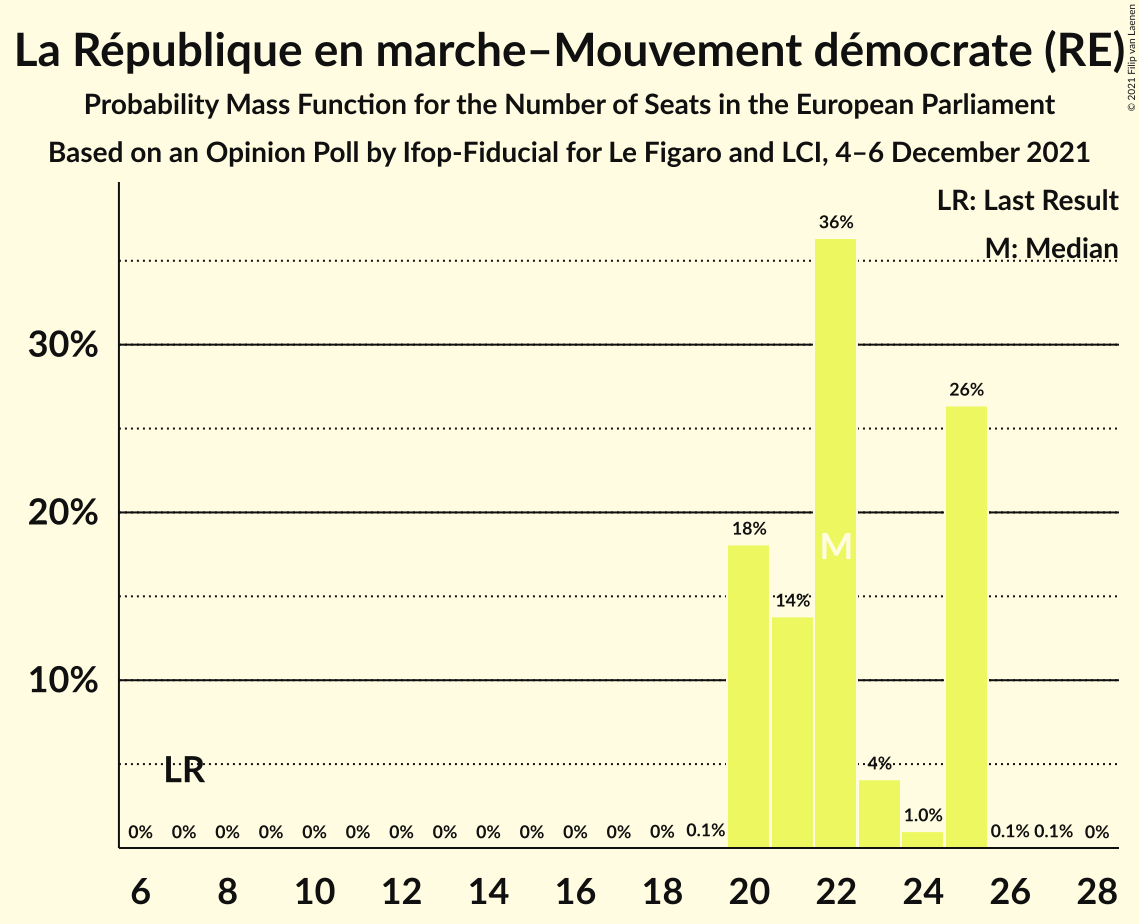 La République en marche–Mouvement démocrate (RE)
© 2021 Filip van Laenen
Probability Mass Function for the Number of Seats in the European Parliament
Based on an Opinion Poll by Ifop-Fiducial for Le Figaro and LCI, 4–6 December 2021
LR: Last Result
M: Median
36%
30%
26%
20%
18%
M
14%
10%
LR
4%
1.0%
0% 0% 0% 0% 0% 0% 0% 0% 0% 0% 0% 0% 0% 0.1% 0.1% 0.1% 0%
6 8 10 12 14 16 18 20 22 24 26 28